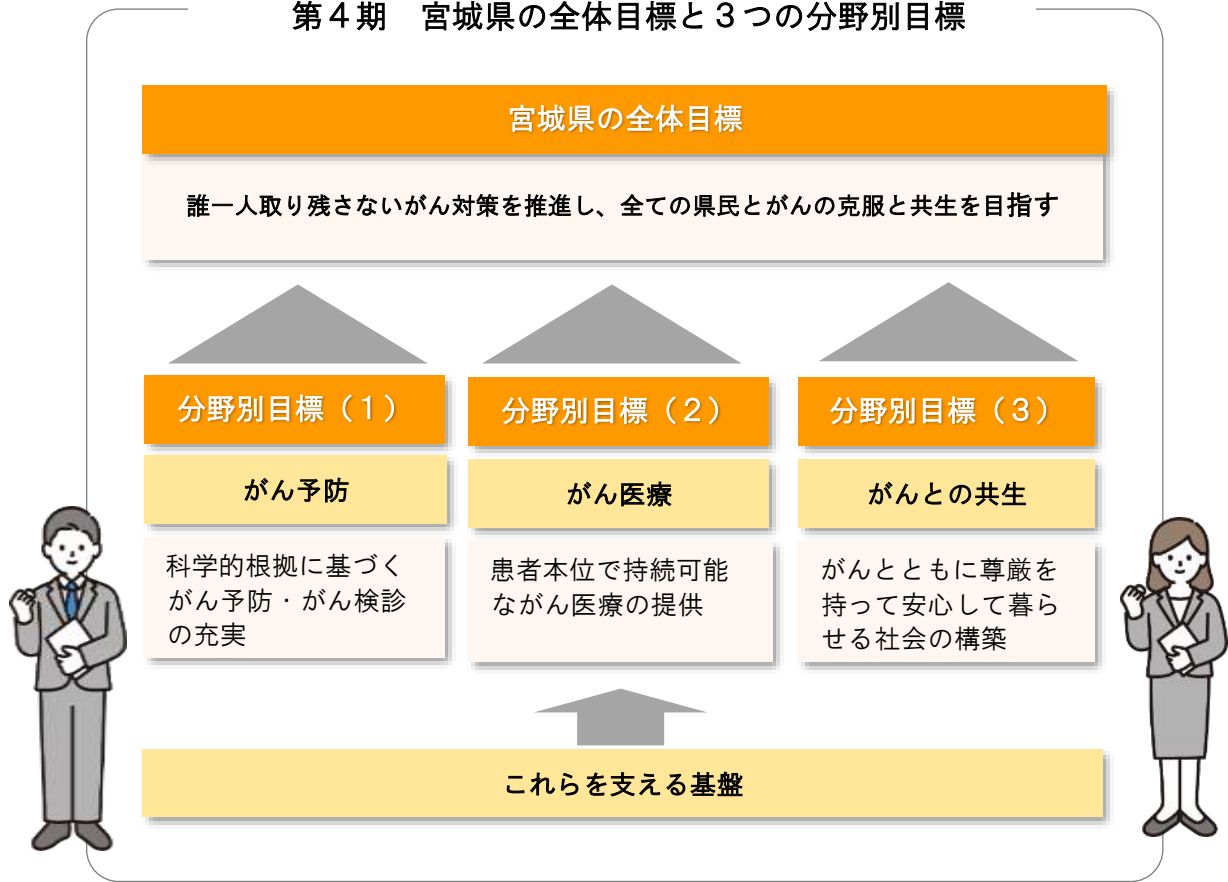 第４期　宮城県の全体目標と３つの分野別目標
宮城県の全体目標
誰一人取り残さないがん対策を推進し、全ての県民とがんの克服と共生を目指す
分野別目標（１）
がん予防
科学的根拠に基づく
がん予防・がん検診
の充実
分野別目標（２）
がん医療
患者本位で持続可能
ながん医療の提供
分野別目標（３）
がんとの共生
がんとともに尊厳を
持って安心して暮ら
せる社会の構築
これらを支える基盤